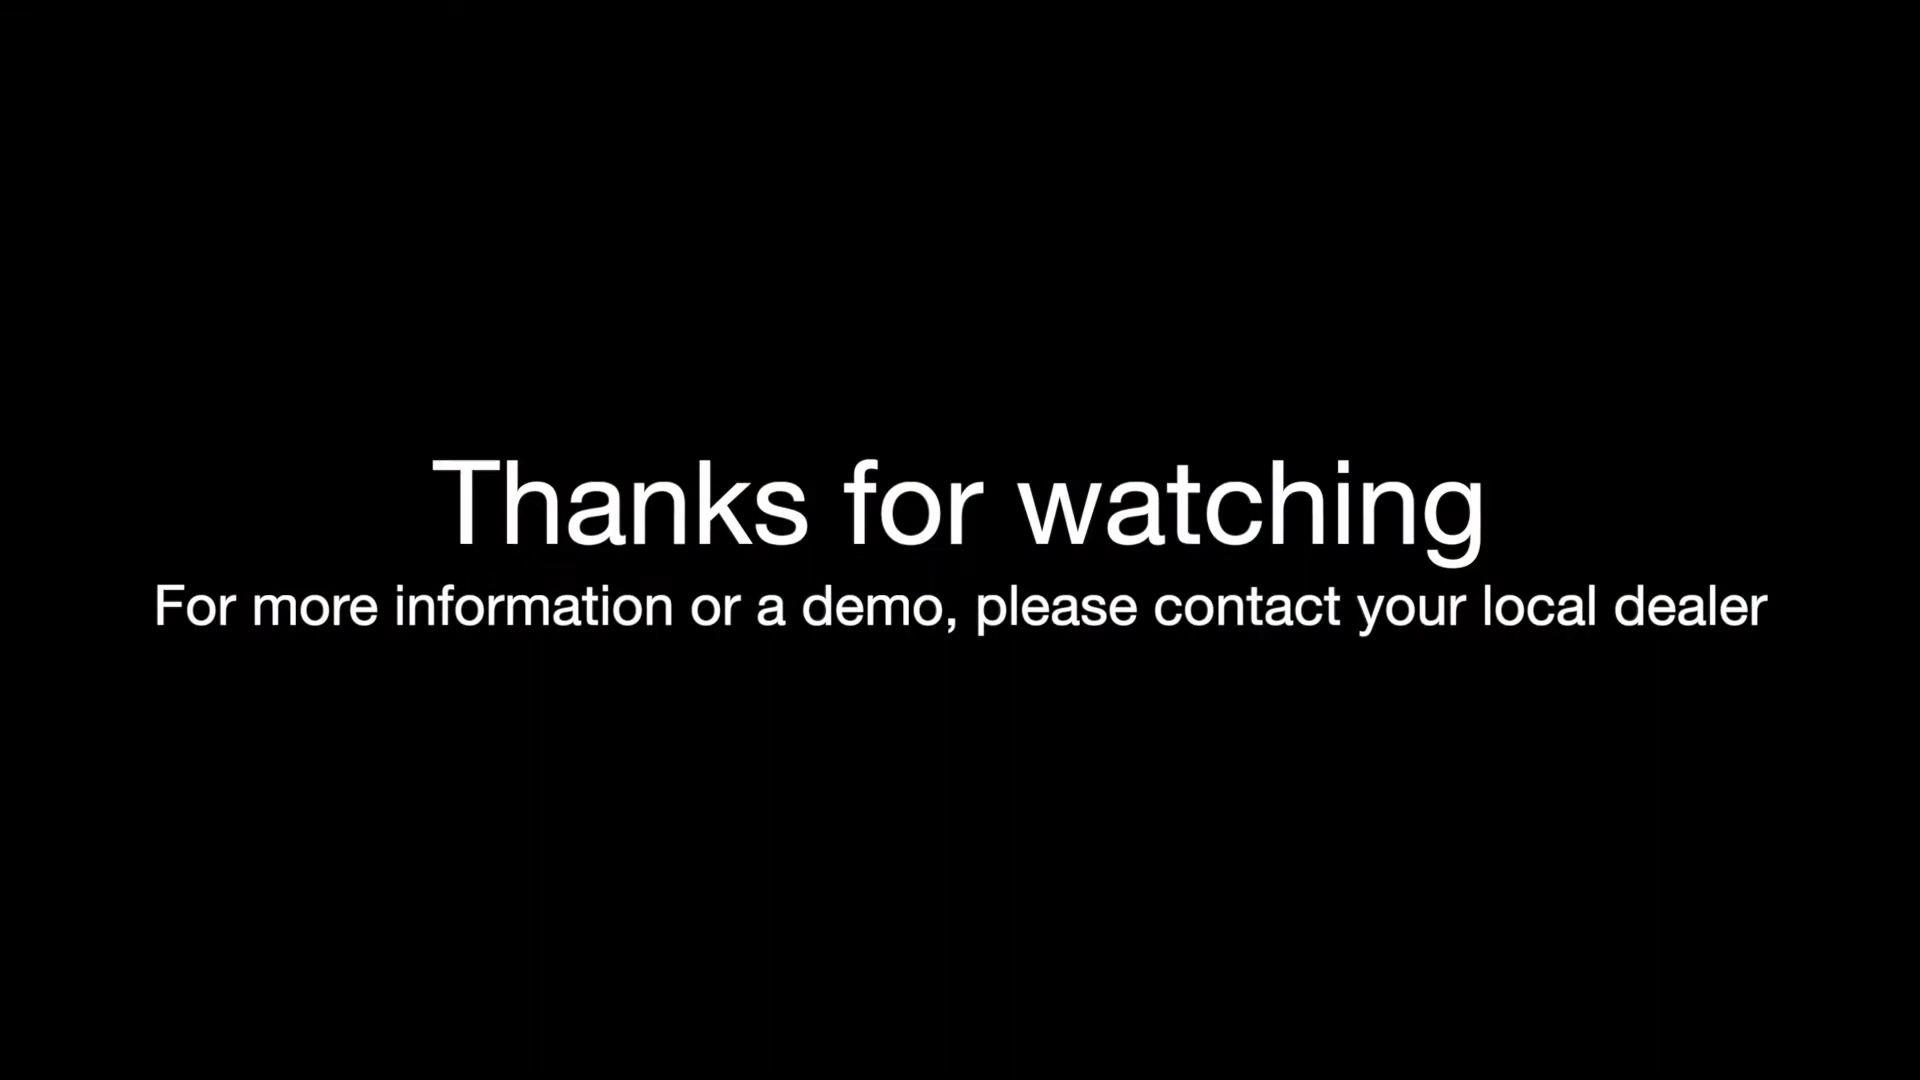 Thanks for watching
For more information or a demo, please contact your local dealer